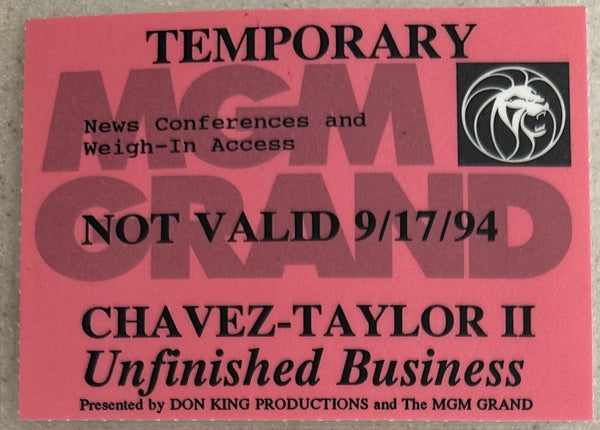 TEMPORARY
MGM
News Conferences and
Weigh-In Access
GRAND
NOT VALID 9/17/94
CHAVEZ-TAYLOR II
Unfinished Business
Presented by DON KING PRODUCTIONS and The MGM GRAND